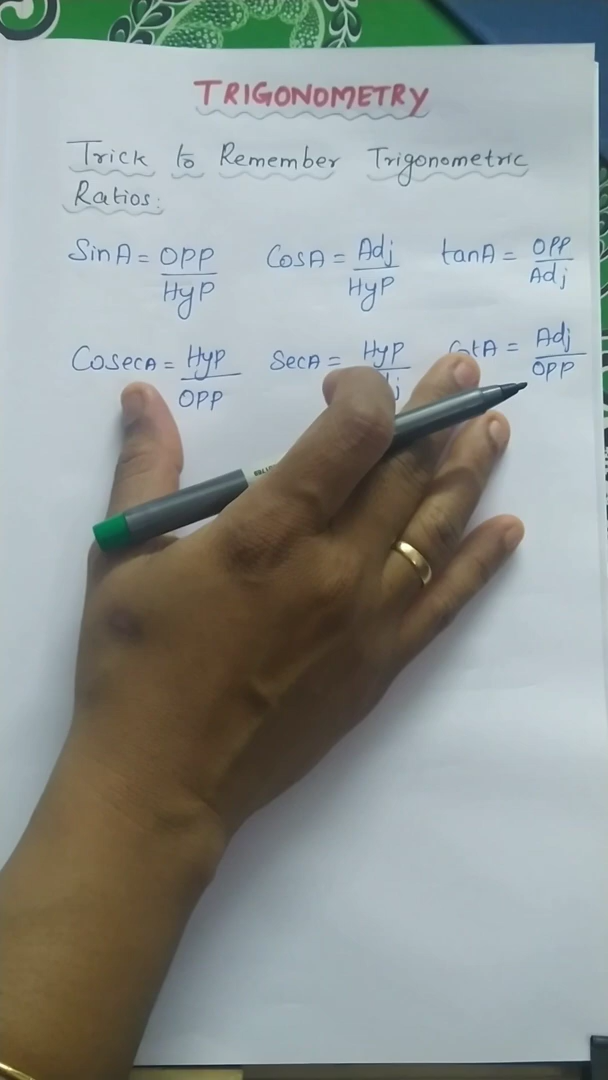 TRIGONOMETRY
Trick to Remember Trigonometric
Ratios:
SinA = OPP/HYP CosA = Adj/HYP tanA = OPP/Adj
CosecA = HYP/OPP SecA = HYP/ CotA = Adj/OPP